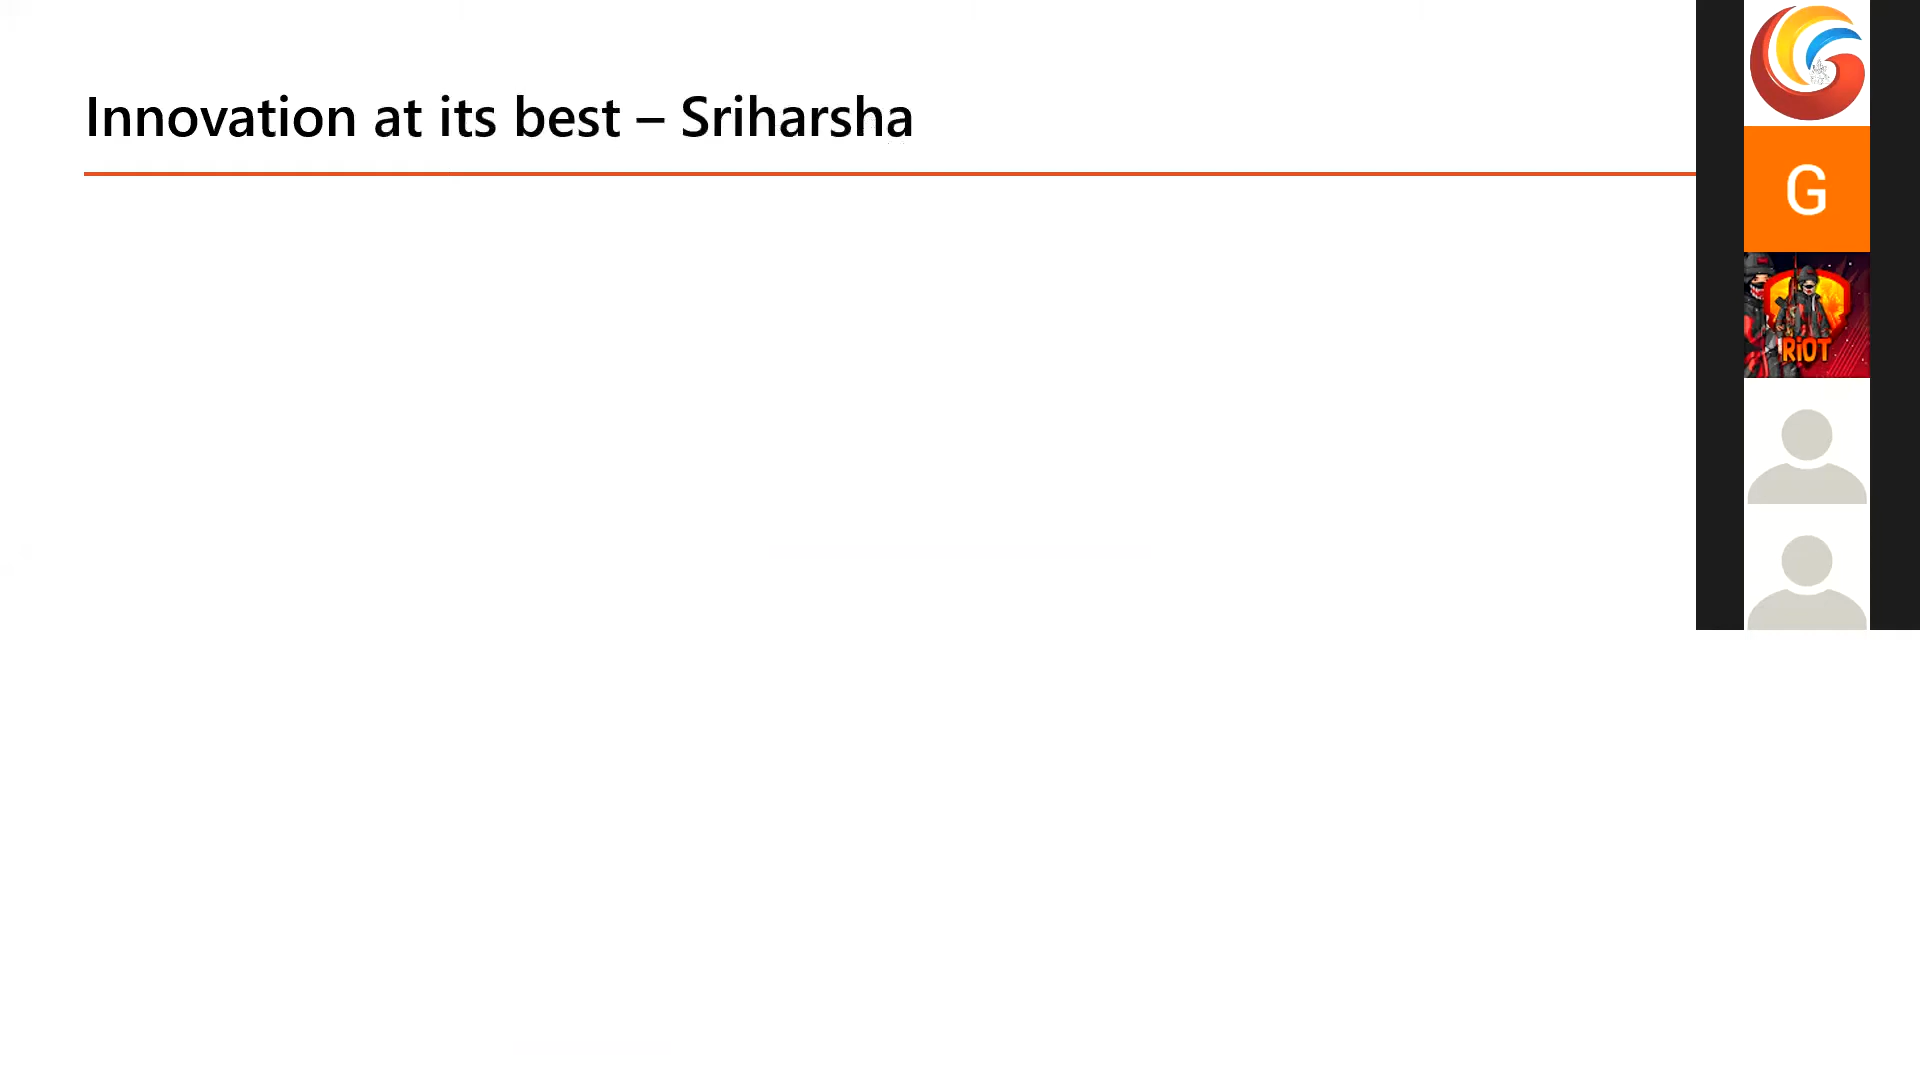 Innovation at its best – Sriharsha
G
RiOT